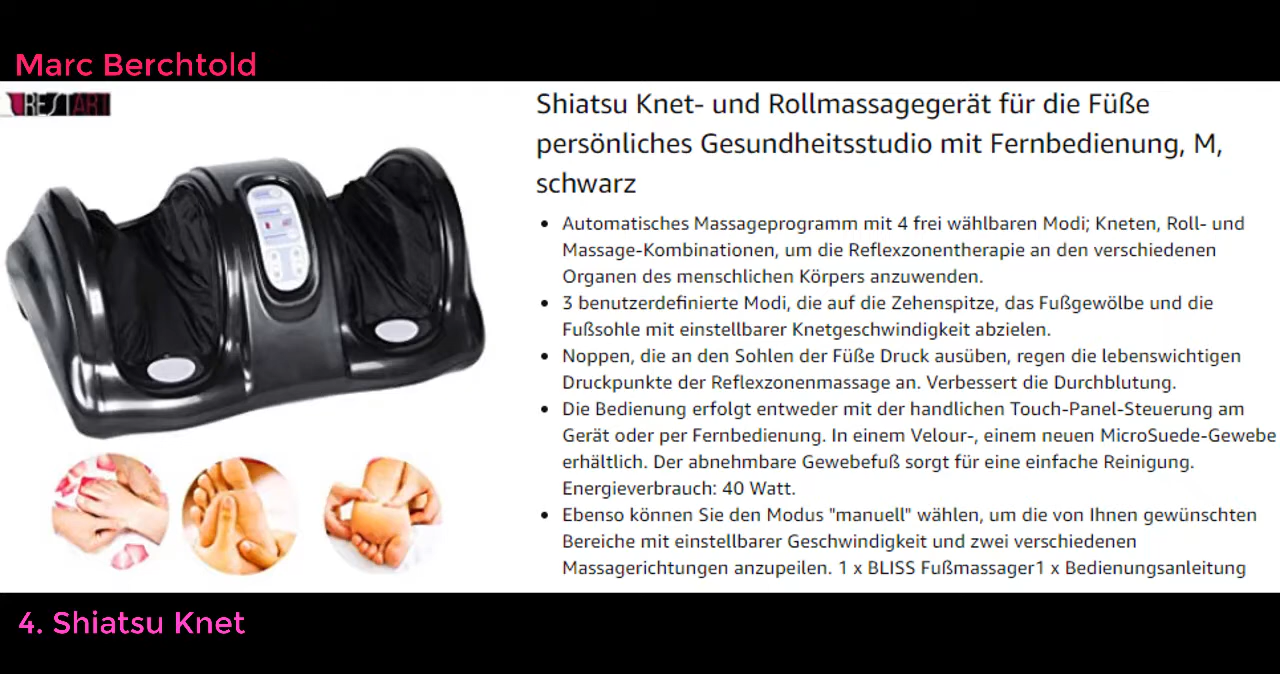 Marc Berchtold
RESTART
Shiatsu Knet- und Rollmassagegerät für die Füße
persönliches Gesundheitsstudio mit Fernbedienung, M,
schwarz
• Automatisches Massageprogramm mit 4 frei wählbaren Modi; Kneten, Roll- und
Massage-Kombinationen, um die Reflexzonentherapie an den verschiedenen
Organen des menschlichen Körpers anzuwenden.
• 3 benutzerdefinierte Modi, die auf die Zehenspitze, das Fußgewölbe und die
Fußsohle mit einstellbarer Knetgeschwindigkeit abzielen.
• Noppen, die an den Sohlen der Füße Druck ausüben, regen die lebenswichtigen
Druckpunkte der Reflexzonenmassage an. Verbessert die Durchblutung.
• Die Bedienung erfolgt entweder mit der handlichen Touch-Panel-Steuerung am
Gerät oder per Fernbedienung. In einem Velour-, einem neuen MicroSuede-Gewebe
erhältlich. Der abnehmbare Gewebefuß sorgt für eine einfache Reinigung.
Energieverbrauch: 40 Watt.
• Ebenso können Sie den Modus "manuell" wählen, um die von Ihnen gewünschten
Bereiche mit einstellbarer Geschwindigkeit und zwei verschiedenen
Massagerichtungen anzupeilen. 1 x BLISS Fußmassager1 x Bedienungsanleitung
4. Shiatsu Knet